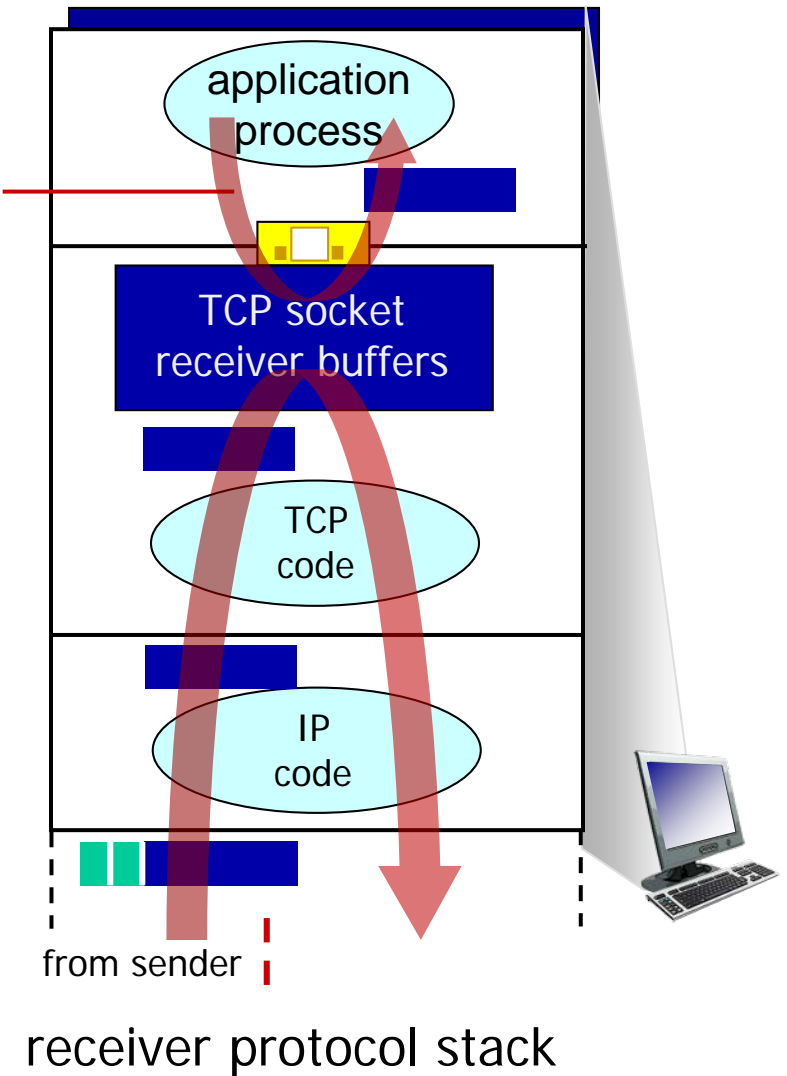 application
process
TCP socket
receiver buffers
TCP
code
IP
code
from sender
receiver protocol stack